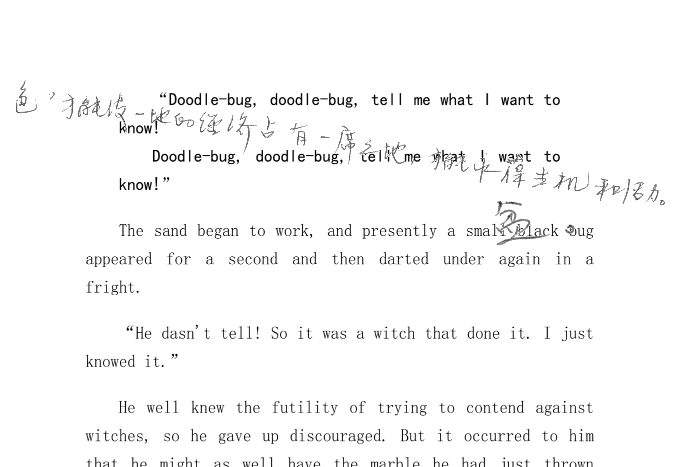 “Doodle-bug, doodle-bug, tell me what I want to
know!
Doodle-bug, doodle-bug, tell me what I want to
know!”
色，才能使一地的经济占有一席之地，才能获得生机和活力。
The sand began to work, and presently a small black bug
appeared for a second and then darted under again in a
fright.
“He dasn't tell! So it was a witch that done it. I just
knowed it.”
He well knew the futility of trying to contend against
witches, so he gave up discouraged. But it occurred to him
that he might as well have the marble he had just thrown